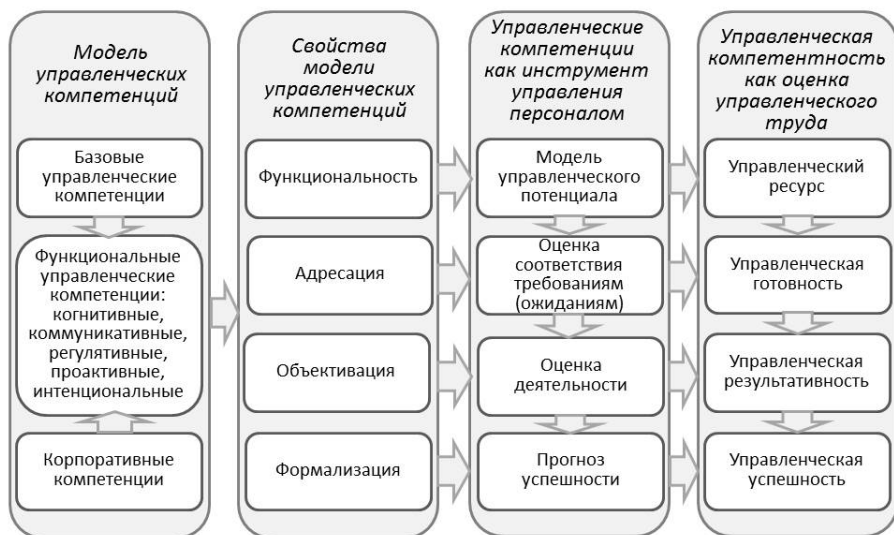 Модель
управленческих
компетенций
Базовые
управленческие
компетенции
Функциональные
управленческие
компетенции:
когнитивные,
коммуникативные,
регулятивные,
проактивные,
интенциональные
Корпоративные
компетенции
Свойства
модели
управленческих
компетенций
Функциональность
Адресация
Объективация
Формализация
Управленческие
компетенции
как инструмент
управления
персоналом
Модель
управленческого
потенциала
Оценка
соответствия
требованиям
(ожиданиям)
Оценка
деятельности
Прогноз
успешности
Управленческая
компетентность
как оценка
управленческого
труда
Управленческий
ресурс
Управленческая
готовность
Управленческая
результативность
Управленческая
успешность